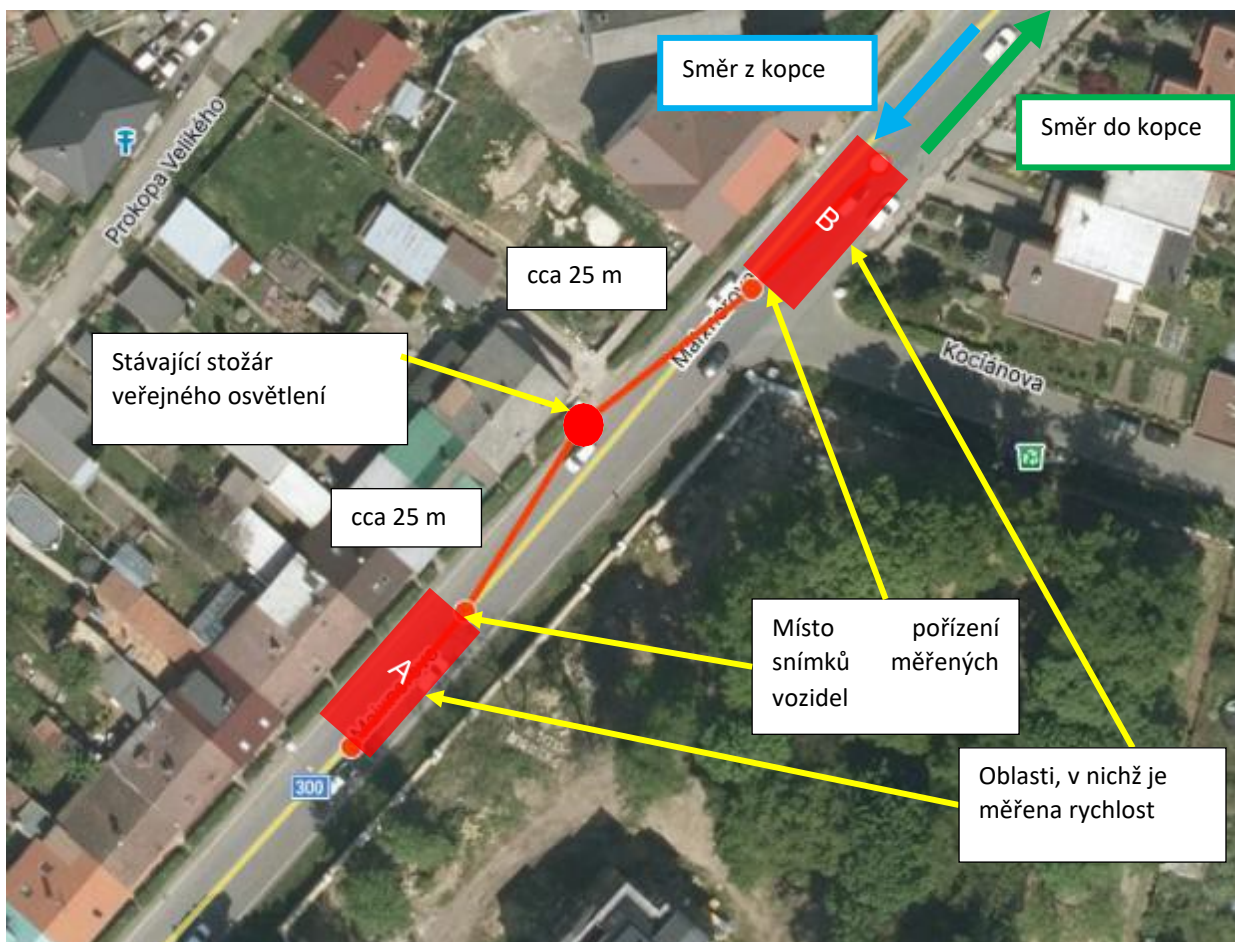 Směr z kopce
Směr do kopce
Prokopa Velikého
B
cca 25 m
Maixnerova
Kociánova
Stávající stožár
veřejného osvětlení
cca 25 m
Místo pořízení
snímků měřených
vozidel
A
300
Oblasti, v nichž je
měřena rychlost